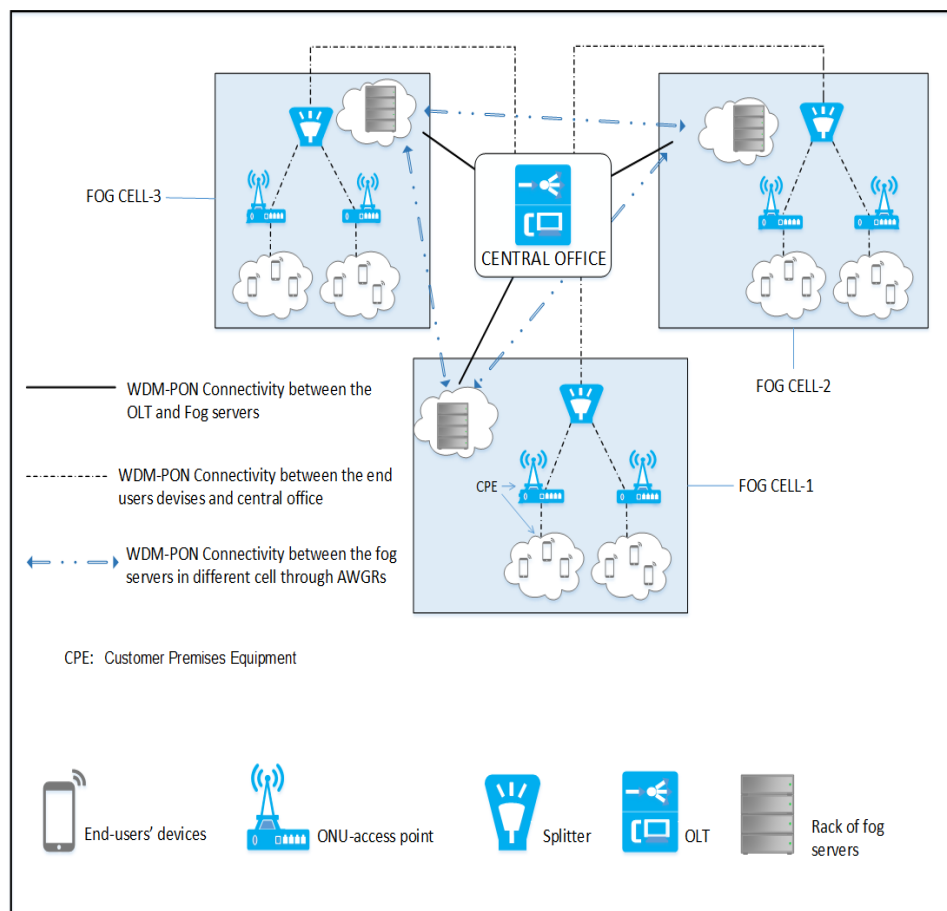 FOG CELL-3
CENTRAL OFFICE
FOG CELL-2
WDM-PON Connectivity between the
OLT and Fog servers
WDM-PON Connectivity between the end
users devises and central office
CPE
FOG CELL-1
WDM-PON Connectivity between the fog
servers in different cell through AWGRs
CPE: Customer Premises Equipment
End-users' devices
ONU-access point
Splitter
OLT
Rack of fog
servers